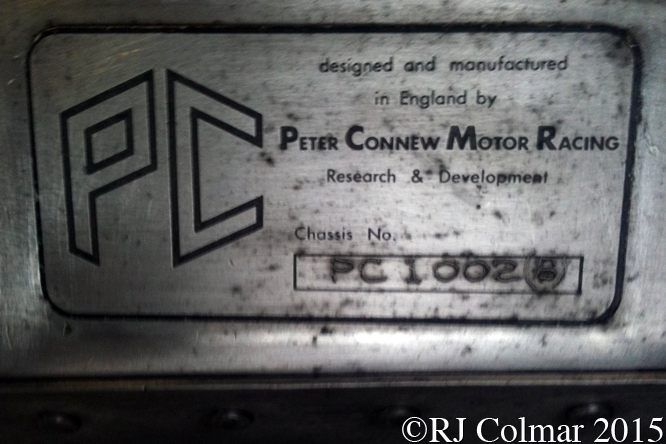 PC
designed and manufactured
in England by
PETER CONNEW MOTOR RACING
Research & Development
Chassis No.
PC 1002
©RJ Colmar 2015